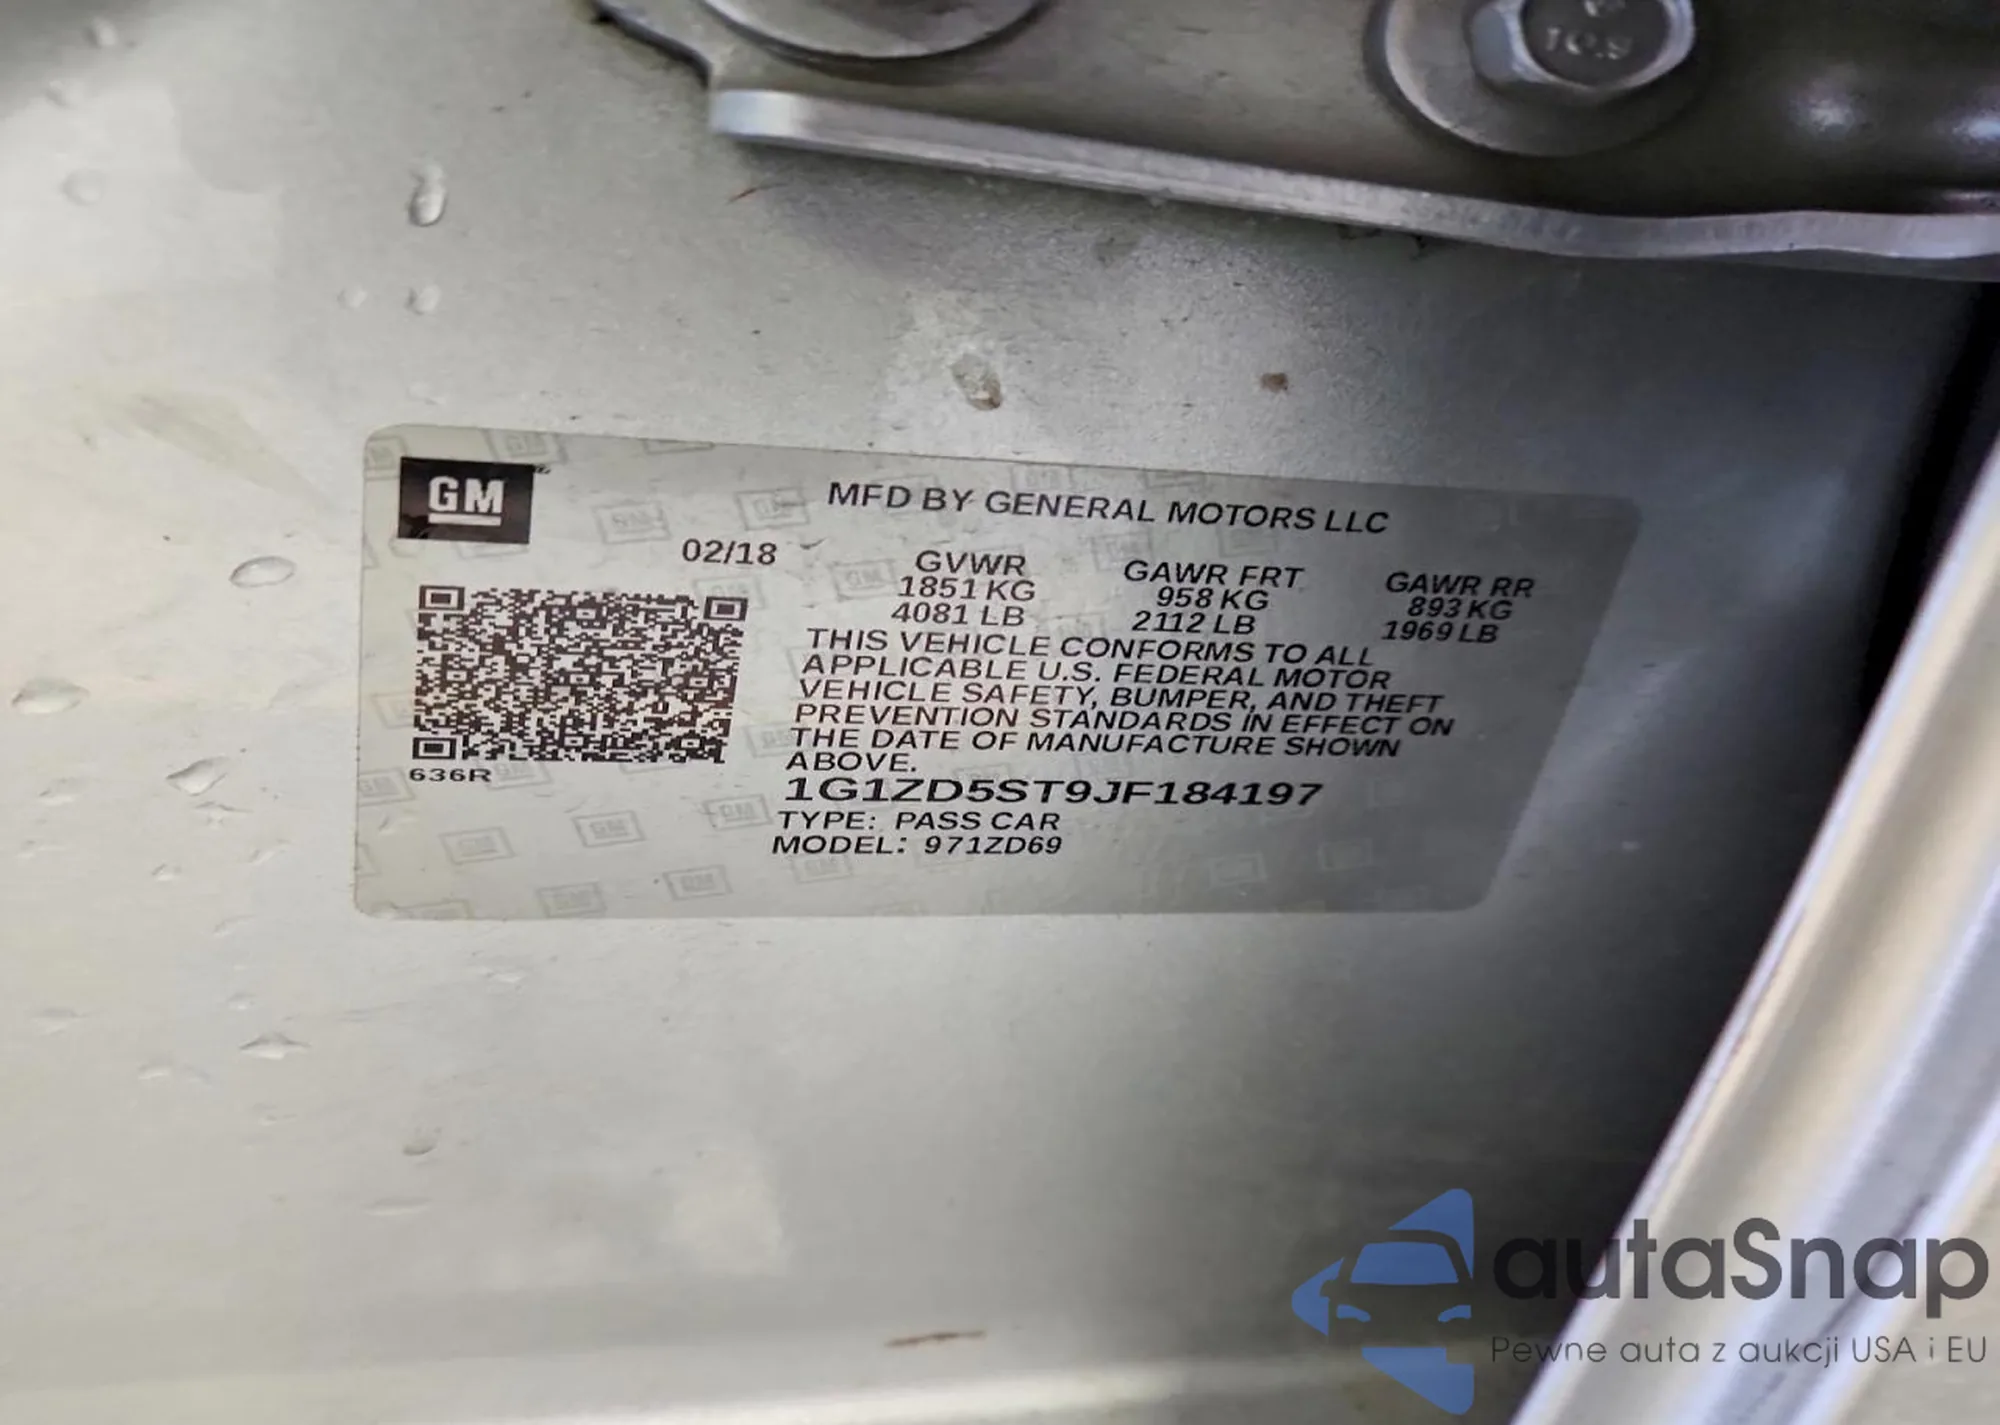 10.9
GM
MFD BY GENERAL MOTORS LLC
02/18
GVWR GAWR FRT GAWR RR
1851 KG 958 KG 893 KG
4081 LB 2112 LB 1969 LB
THIS VEHICLE CONFORMS TO ALL
APPLICABLE U.S. FEDERAL MOTOR
VEHICLE SAFETY, BUMPER, AND THEFT
PREVENTION STANDARDS IN EFFECT ON
THE DATE OF MANUFACTURE SHOWN
ABOVE.
636R
1G1ZD5ST9JF184197
TYPE: PASS CAR
MODEL: 971ZD69
autaSnap
Pewne auta z aukcji USA i EU